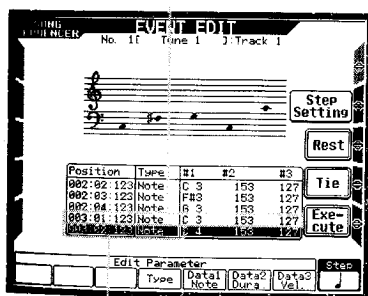 SONG EVENT EDIT
SEQUENCER No. 1[ Tune 1 ]:Track 1
Step
Setting
Rest
Position Type #1 #2 #3
002:02:123 Note C 3 153 127
002:03:123 Note F#3 153 127
002:04:123 Note G 3 153 127
003:01:123 Note C 3 153 127
Note 153 127
Tie
Exe-
cute
Edit Parameter Step
Type Data1 Data2 Data3
Note Dura. Vel.